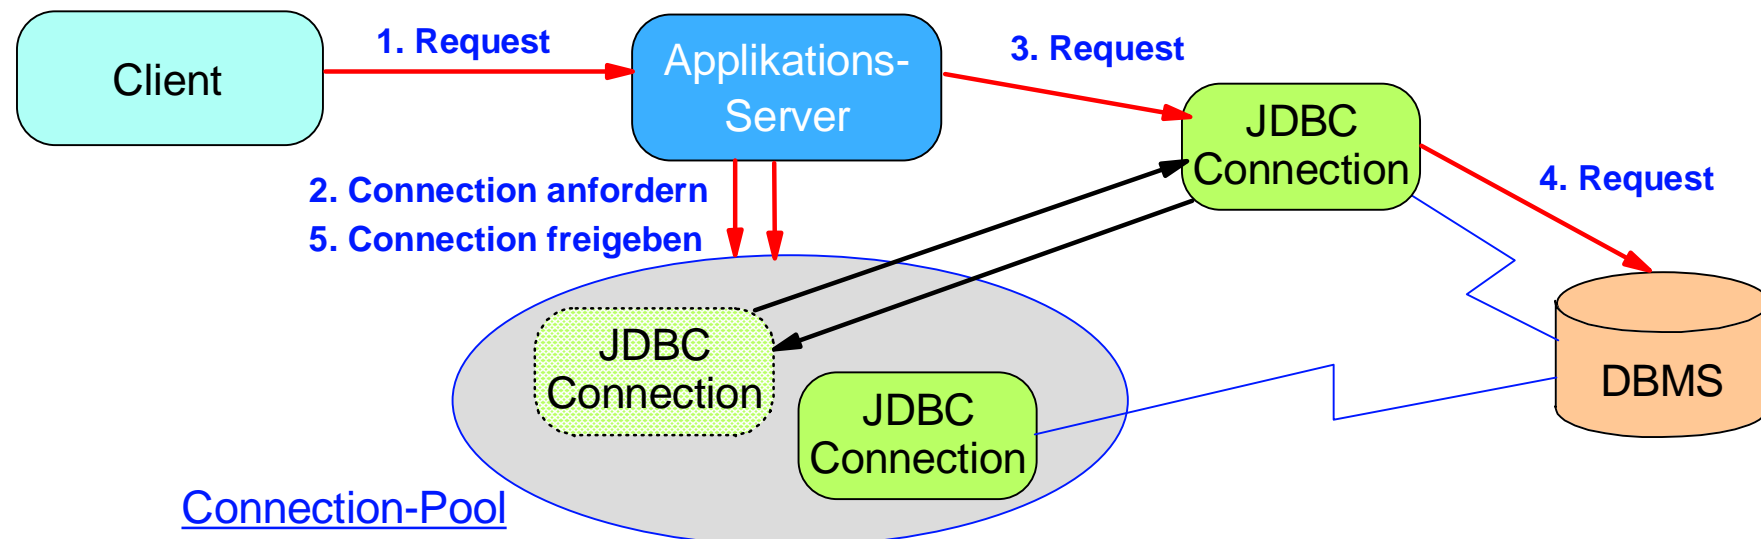 Client
1. Request
Applikations-
Server
3. Request
JDBC
Connection
4. Request
2. Connection anfordern
5. Connection freigeben
JDBC
Connection
JDBC
Connection
DBMS
Connection-Pool